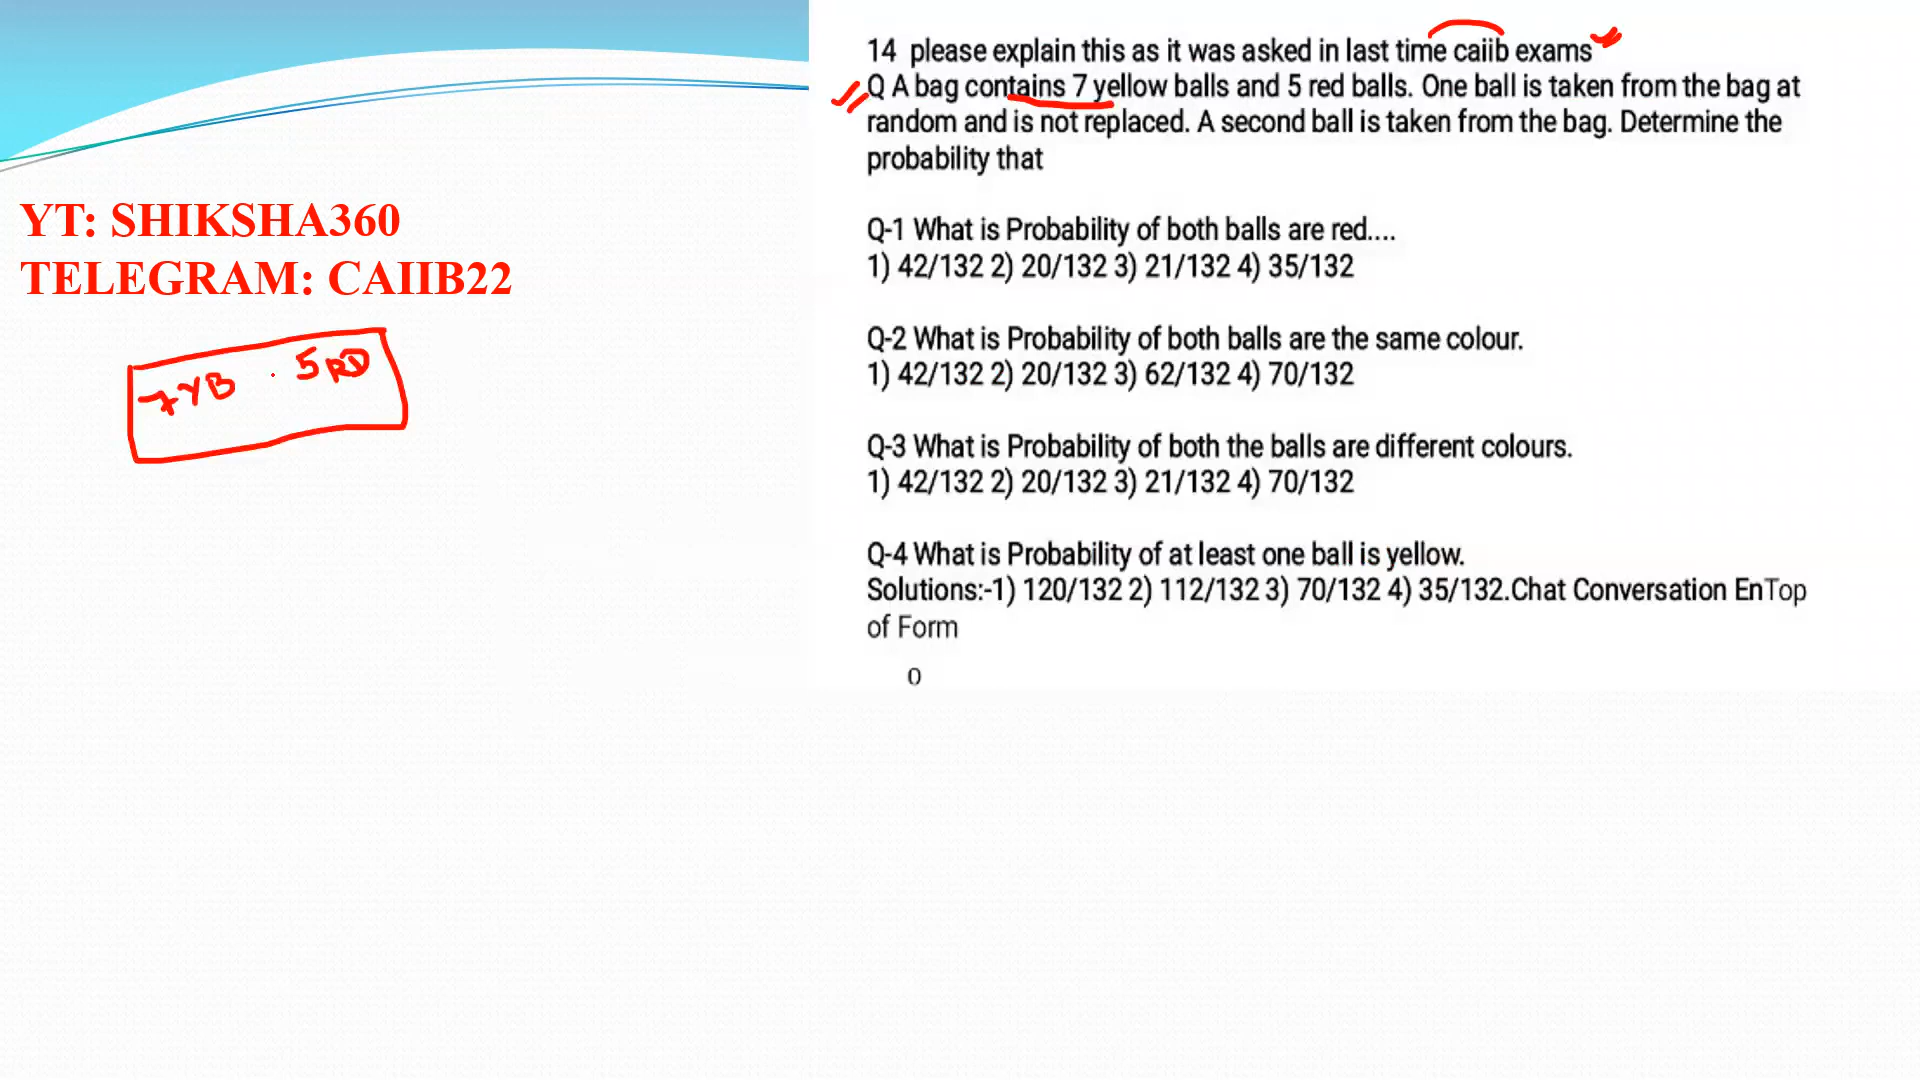 YT: SHIKSHA360
TELEGRAM: CAIIB22
7YB . 5 RD
14 please explain this as it was asked in last time caiib exams
Q A bag contains 7 yellow balls and 5 red balls. One ball is taken from the bag at
random and is not replaced. A second ball is taken from the bag. Determine the
probability that
Q-1 What is Probability of both balls are red....
1) 42/132 2) 20/132 3) 21/132 4) 35/132
Q-2 What is Probability of both balls are the same colour.
1) 42/132 2) 20/132 3) 62/132 4) 70/132
Q-3 What is Probability of both the balls are different colours.
1) 42/132 2) 20/132 3) 21/132 4) 70/132
Q-4 What is Probability of at least one ball is yellow.
Solutions:-1) 120/132 2) 112/132 3) 70/132 4) 35/132.Chat Conversation EnTop
of Form
0